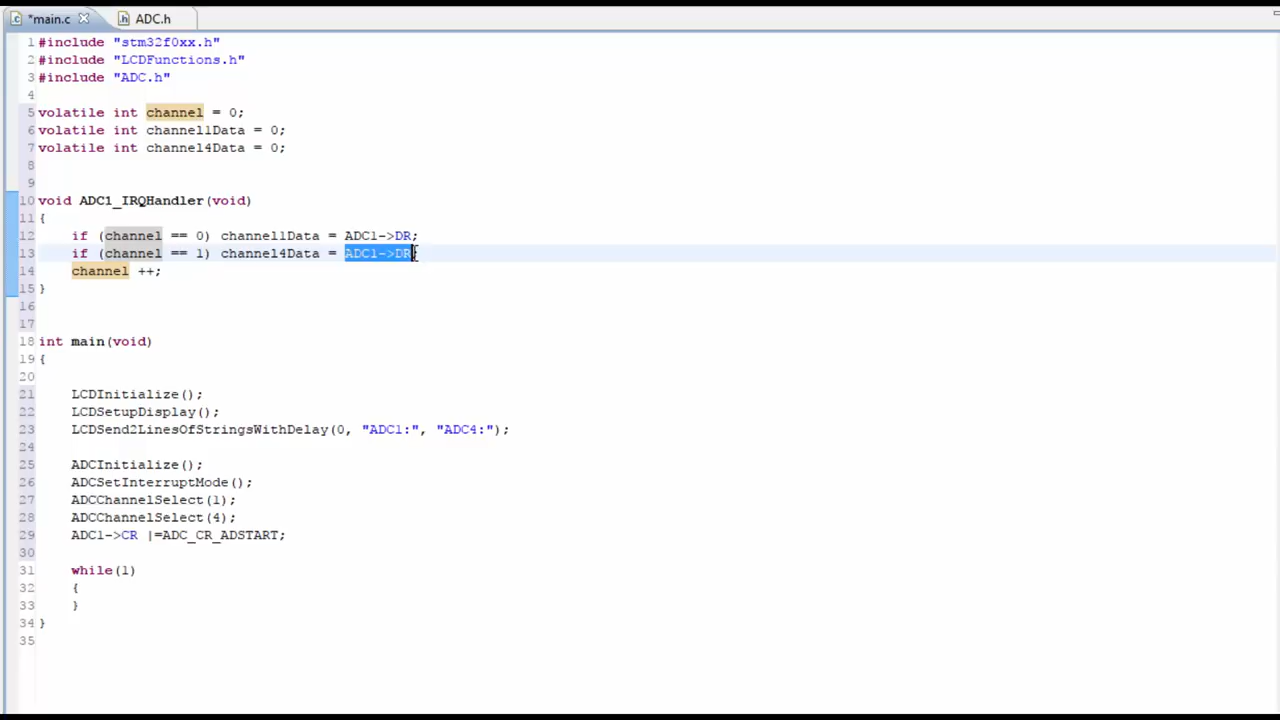 *main.c ADC.h
1 #include "stm32f0xx.h"
2 #include "LCDFunctions.h"
3 #include "ADC.h"
4
5 volatile int channel = 0;
6 volatile int channel1Data = 0;
7 volatile int channel4Data = 0;
8
9
10 void ADC1_IRQHandler(void)
11 {
12 if (channel == 0) channel1Data = ADC1->DR;
13 if (channel == 1) channel4Data = ADC1->DR;
14 channel ++;
15 }
16
17
18 int main(void)
19 {
20
21 LCDInitialize();
22 LCDSetupDisplay();
23 LCDSend2LinesOfStringsWithDelay(0, "ADC1:", "ADC4:");
24
25 ADCInitialize();
26 ADCSetInterruptMode();
27 ADCChannelSelect(1);
28 ADCChannelSelect(4);
29 ADC1->CR |=ADC_CR_ADSTART;
30
31 while(1)
32 {
33 }
34 }
35